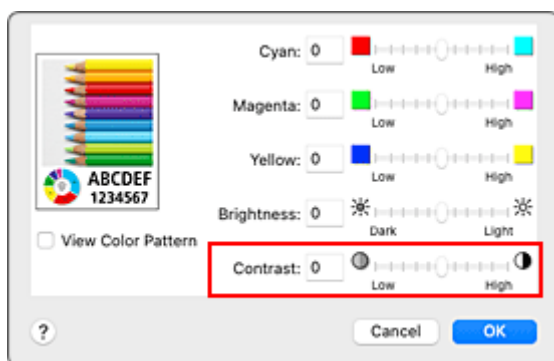 Cyan: 0
Low High
Magenta: 0
Low High
Yellow: 0
Low High
ABCDEF
1234567
Brightness: 0
Dark Light
View Color Pattern
Contrast: 0
Low High
? Cancel OK